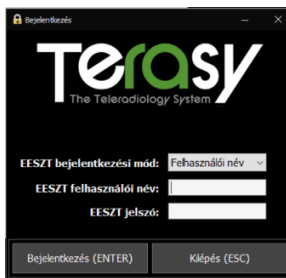 Bejelentkezés
Terasy
The Teleradiology System
EESZT bejelentkezési mód: Felhasználói név
EESZT felhasználói név:
EESZT jelszó:
Bejelentkezés (ENTER) Kilépés (ESC)